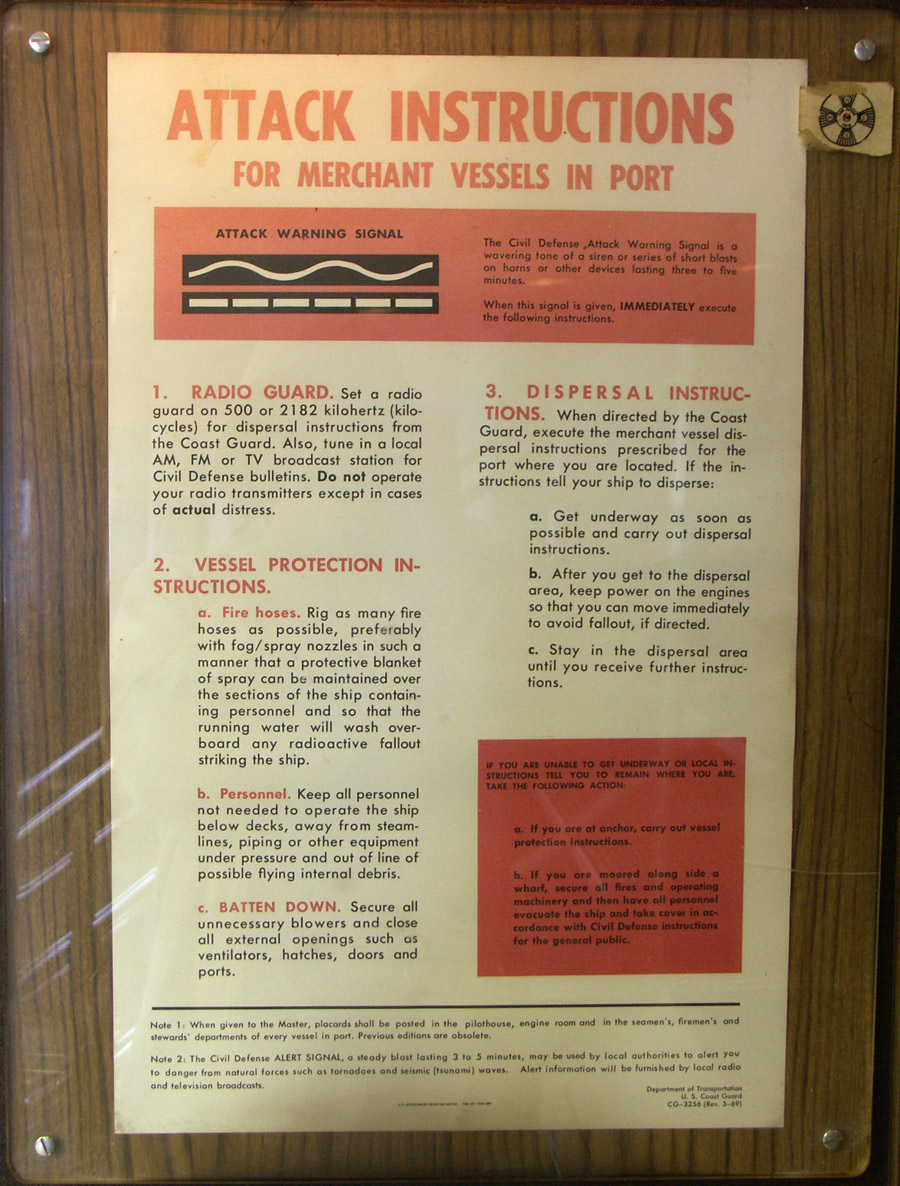 ATTACK INSTRUCTIONS
FOR MERCHANT VESSELS IN PORT
ATTACK WARNING SIGNAL
The Civil Defense Attack Warning Signal is a
wavering tone of a siren or series of short blasts
on horns or other devices lasting three to five
minutes.
When this signal is given, IMMEDIATELY execute
the following instructions.
1. RADIO GUARD. Set a radio
guard on 500 or 2182 kilohertz (kilo-
cycles) for dispersal instructions from
the Coast Guard. Also, tune in a local
AM, FM or TV broadcast station for
Civil Defense bulletins. Do not operate
your radio transmitters except in cases
of actual distress.
2. VESSEL PROTECTION IN-
STRUCTIONS.
a. Fire hoses. Rig as many fire
hoses as possible, preferably
with fog/spray nozzles in such a
manner that a protective blanket
of spray can be maintained over
the sections of the ship contain-
ing personnel and so that the
running water will wash over-
board any radioactive fallout
striking the ship.
b. Personnel. Keep all personnel
not needed to operate the ship
below decks, away from steam-
lines, piping or other equipment
under pressure and out of line of
possible flying internal debris.
c. BATTEN DOWN. Secure all
unnecessary blowers and close
all external openings such as
ventilators, hatches, doors and
ports.
3. DISPERSAL INSTRUC-
TIONS. When directed by the Coast
Guard, execute the merchant vessel dis-
persal instructions prescribed for the
port where you are located. If the in-
structions tell your ship to disperse:
a. Get underway as soon as
possible and carry out dispersal
instructions.
b. After you get to the dispersal
area, keep power on the engines
so that you can move immediately
to avoid fallout, if directed.
c. Stay in the dispersal area
until you receive further instruc-
tions.
IF YOU ARE UNABLE TO GET UNDERWAY OR LOCAL IN-
STRUCTIONS TELL YOU TO REMAIN WHERE YOU ARE,
TAKE THE FOLLOWING ACTION:
a. If you are at anchor, carry out vessel
protection instructions.
b. If you are moored along side a
wharf, secure all fires and operating
machinery and then have all personnel
evacuate the ship and take cover in ac-
cordance with Civil Defense instructions
for the general public.
Note 1: When given to the Master, placards shall be posted in the pilothouse, engine room and in the seamen's, firemen's and
stewards' departments of every vessel in port. Previous editions are obsolete.
Note 2: The Civil Defense ALERT SIGNAL, a steady blast lasting 3 to 5 minutes, may be used by local authorities to alert you
to danger from natural forces such as tornadoes and seismic (tsunami) waves. Alert information will be furnished by local radio
and television broadcasts.
Department of Transportation
U. S. Coast Guard
CG-3256 (Rev. 5-69)